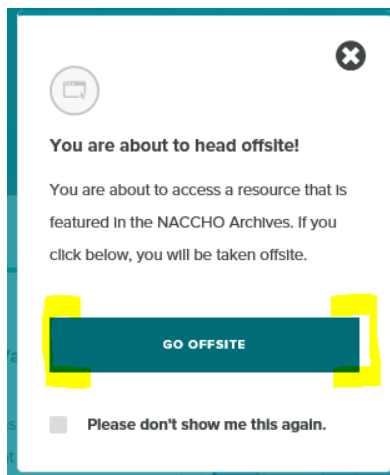 You are about to head offsite!
You are about to access a resource that is
featured in the NACCHO Archives. If you
click below, you will be taken offsite.
GO OFFSITE
Please don't show me this again.